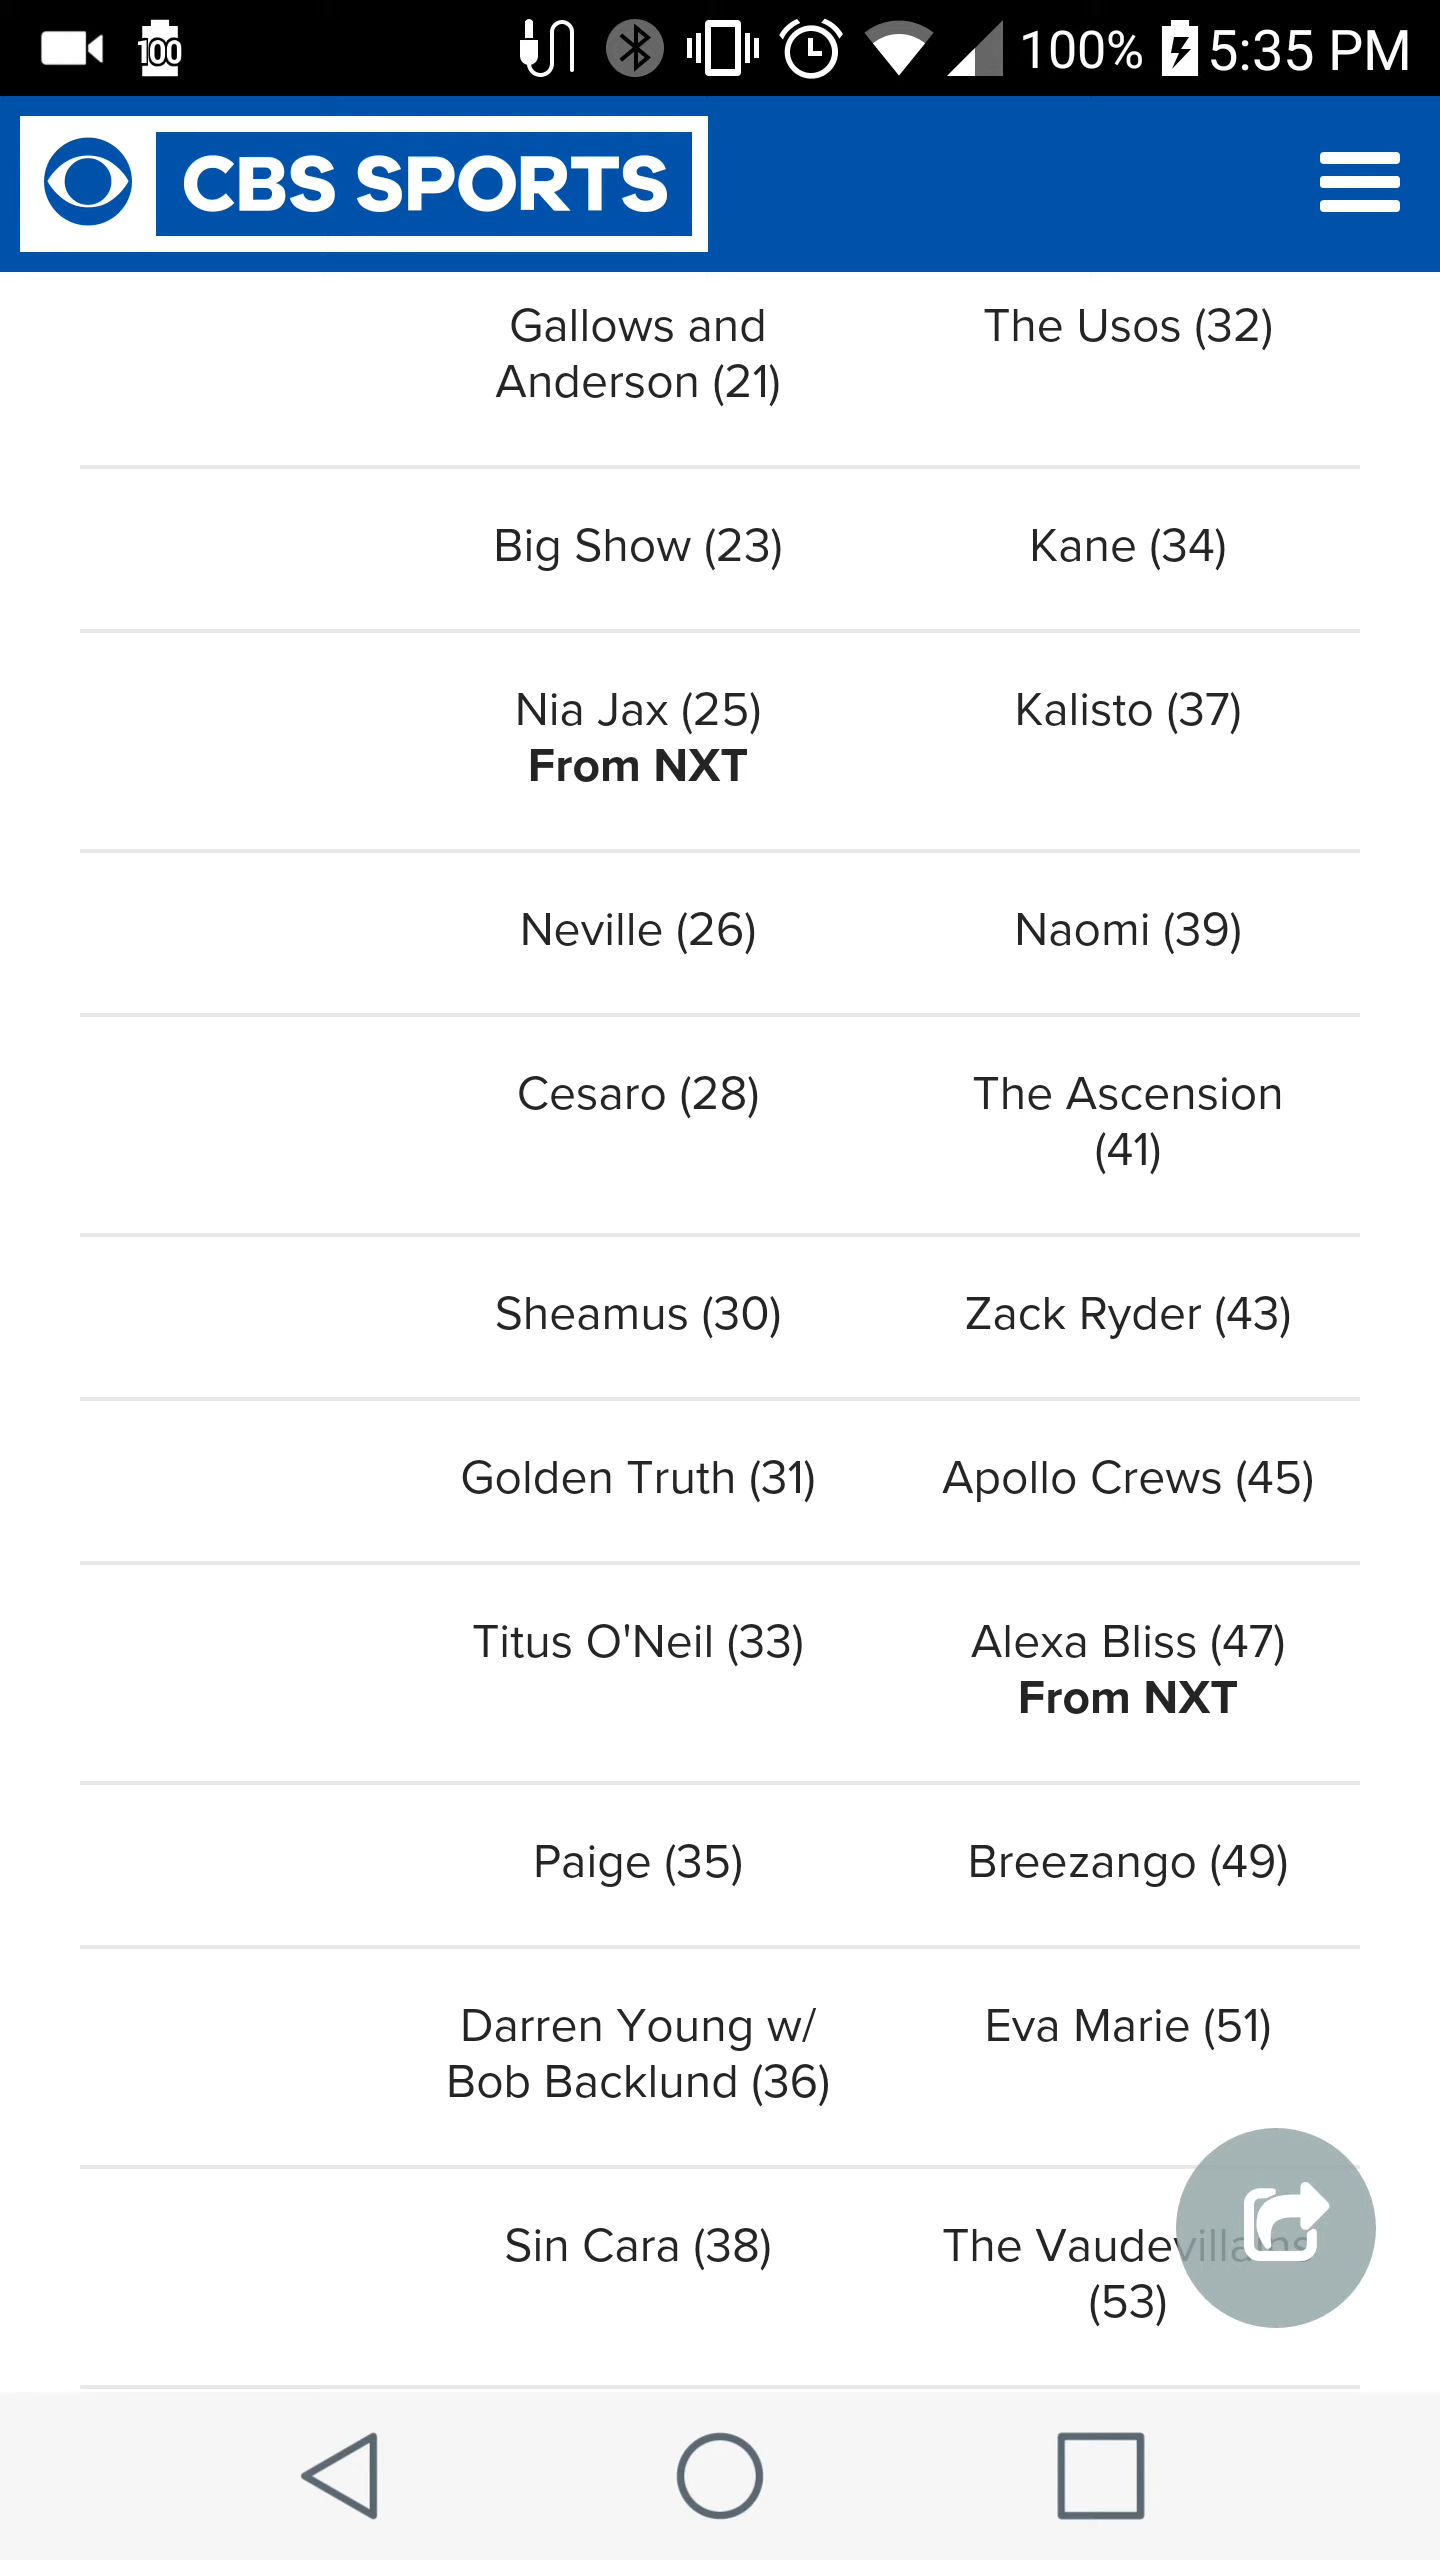 100
100%
5:35 PM
CBS SPORTS
Gallows and
Anderson (21)
The Usos (32)
Big Show (23)
Kane (34)
Nia Jax (25)
From NXT
Kalisto (37)
Neville (26)
Naomi (39)
Cesaro (28)
The Ascension
(41)
Sheamus (30)
Zack Ryder (43)
Golden Truth (31)
Apollo Crews (45)
Titus O'Neil (33)
Alexa Bliss (47)
From NXT
Paige (35)
Breezango (49)
Darren Young w/
Bob Backlund (36)
Eva Marie (51)
Sin Cara (38)
The Vaudevillains
(53)